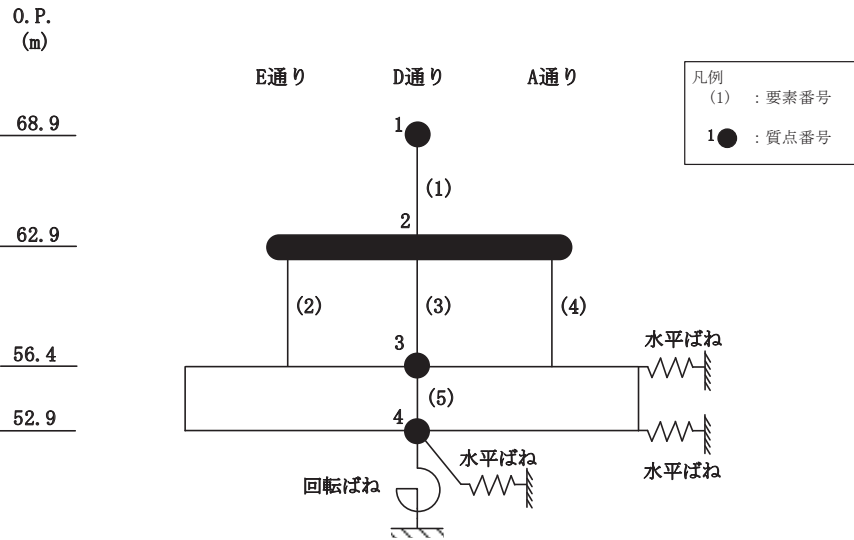 O.P.
(m)
E通り D通り A通り
凡例
(1) ：要素番号
1 ：質点番号
68.9
1
(1)
62.9
2
(2) (3) (4)
56.4
3
水平ばね
(5)
52.9
4
水平ばね
水平ばね
回転ばね